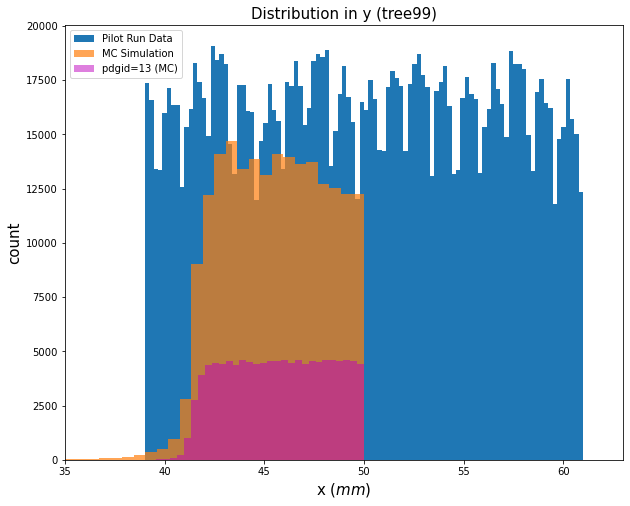 Distribution in y (tree99)
Pilot Run Data
MC Simulation
pdgid=13 (MC)
count
20000
17500
15000
12500
10000
7500
5000
2500
0
35
40
45
50
55
60
x (mm)